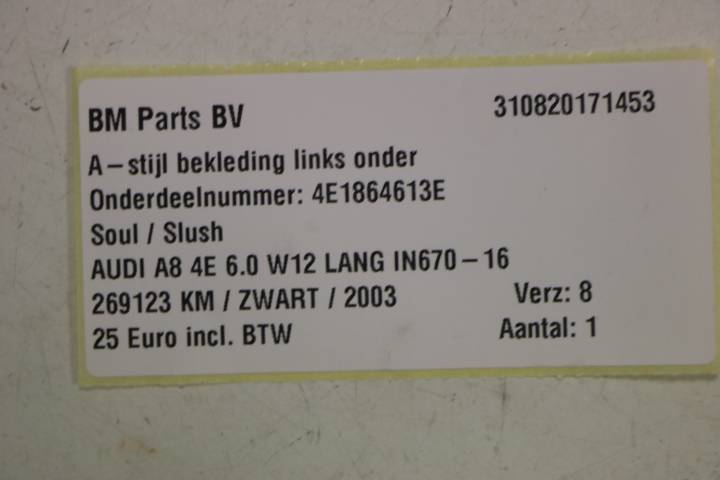 BM Parts BV 310820171453
A-stijl bekleding links onder
Onderdeelnummer: 4E1864613E
Soul / Slush
AUDI A8 4E 6.0 W12 LANG IN670-16
269123 KM / ZWART / 2003 Verz: 8
25 Euro incl. BTW Aantal: 1